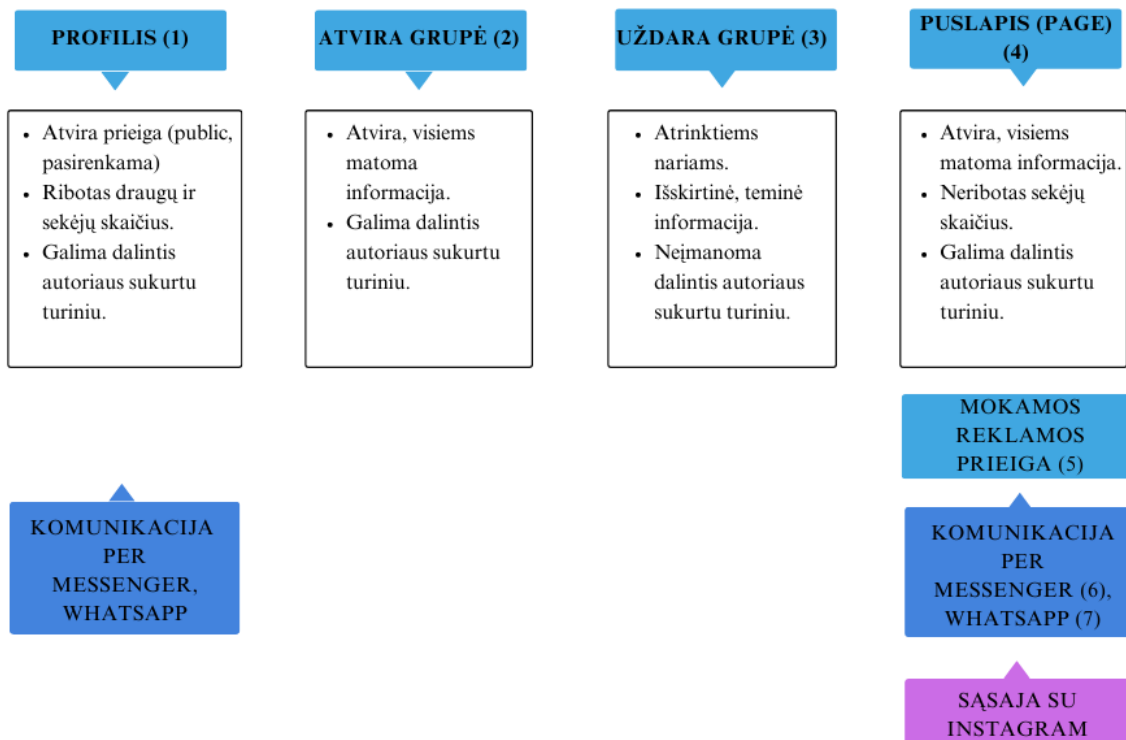 PROFILIS (1)
• Atvira prieiga (public,
pasirenkama)
• Ribotas draugų ir
sekėjų skaičius.
• Galima dalintis
autoriaus sukurtu
turiniu.
KOMUNIKACIJA
PER
MESSENGER,
WHATSAPP
ATVIRA GRUPĖ (2)
• Atvira, visiems
matoma
informacija.
• Galima dalintis
autoriaus sukurtu
turiniu.
UŽDARA GRUPĖ (3)
• Atrinktiems
nariams.
• Išskirtinė, teminė
informacija.
• Neįmanoma
dalintis autoriaus
sukurtu turiniu.
PUSLAPIS (PAGE)
(4)
• Atvira, visiems
matoma informacija.
• Neribotas sekėjų
skaičius.
• Galima dalintis
autoriaus sukurtu
turiniu.
MOKAMOS
REKLAMOS
PRIEIGA (5)
KOMUNIKACIJA
PER
MESSENGER (6),
WHATSAPP (7)
SĄSAJA SU
INSTAGRAM